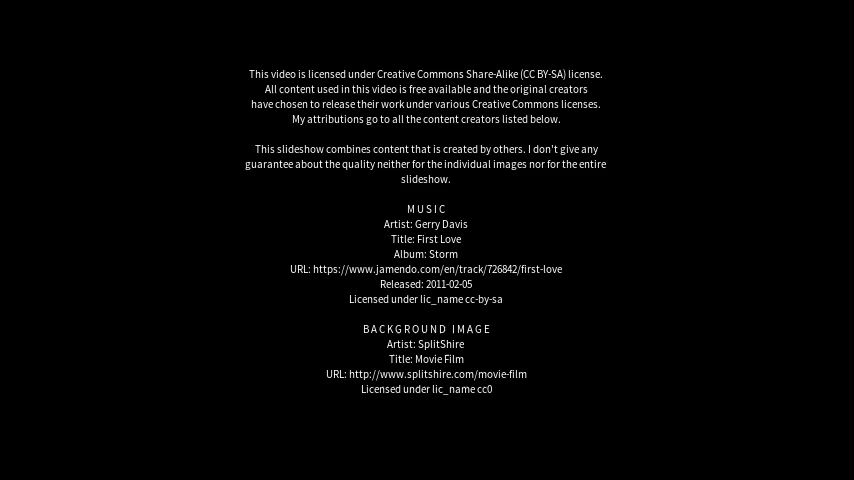 This video is licensed under Creative Commons Share-Alike (CC BY-SA) license.
All content used in this video is free available and the original creators
have chosen to release their work under various Creative Commons licenses.
My attributions go to all the content creators listed below.
This slideshow combines content that is created by others. I don't give any
guarantee about the quality neither for the individual images nor for the entire
slideshow.
MUSIC
Artist: Gerry Davis
Title: First Love
Album: Storm
URL: https://www.jamendo.com/en/track/726842/first-love
Released: 2011-02-05
Licensed under lic_name cc-by-sa
BACKGROUND IMAGE
Artist: SplitShire
Title: Movie Film
URL: http://www.splitshire.com/movie-film
Licensed under lic_name cc0